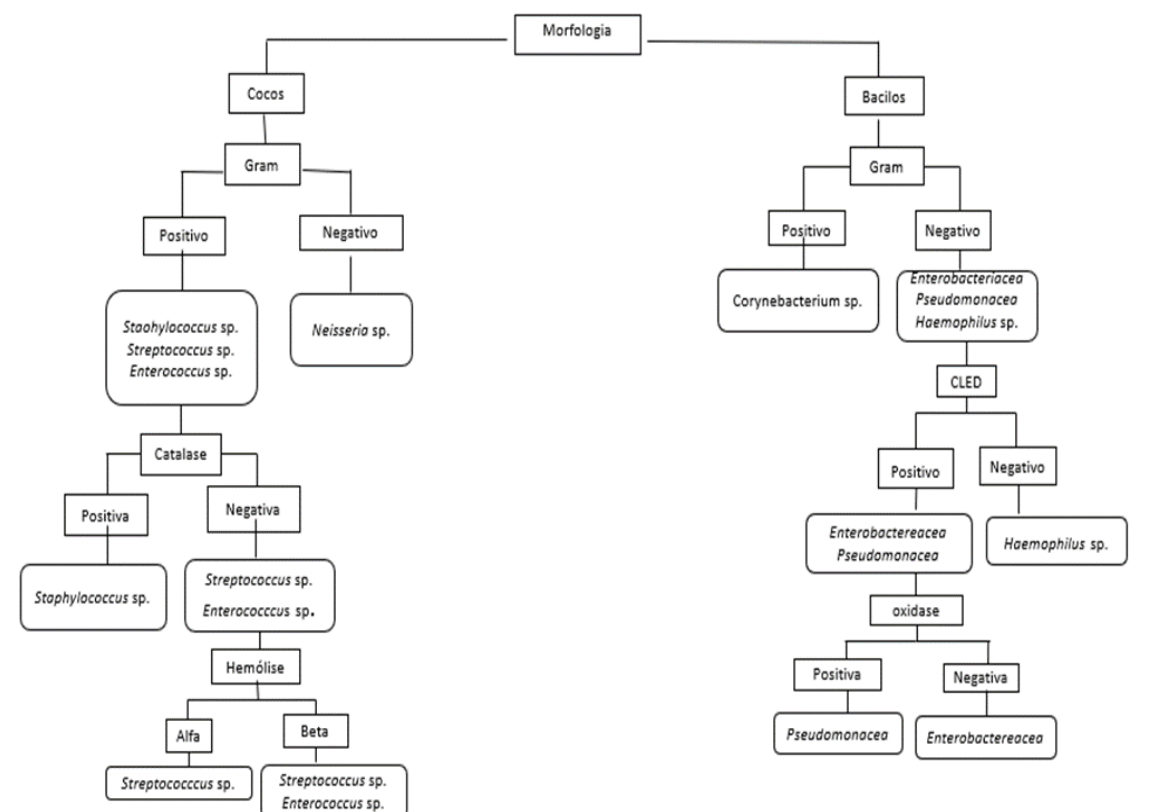 Morfologia
Cocos
Bacilos
Gram
Gram
Positivo
Negativo
Positivo
Negativo
Staohylococcus sp.
Streptococcus sp.
Enterococcus sp.
Neisseria sp.
Corynebacterium sp.
Enterobacteriacea
Pseudomonacea
Haemophilus sp.
CLED
Catalase
Positivo
Negativo
Positiva
Negativa
Enterobactereacea
Pseudomonacea
Haemophilus sp.
Staphylococcus sp.
Streptococcus sp.
Enterococccus sp.
oxidase
Hemólise
Positiva
Negativa
Alfa
Beta
Pseudomonacea
Enterobactereacea
Streptococccus sp.
Streptococcus sp.
Enterococcus sp.